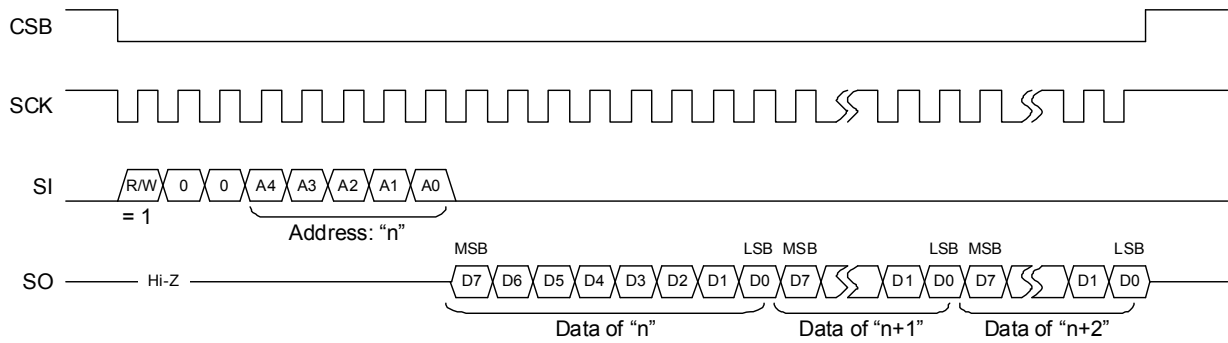 CSB
SCK
SI R/W 0 0 A4 A3 A2 A1 A0
= 1
Address: “n”
MSB LSB MSB LSB MSB LSB
SO Hi-Z D7 D6 D5 D4 D3 D2 D1 D0 D7 D1 D0 D7 D1 D0
Data of “n” Data of “n+1” Data of “n+2”